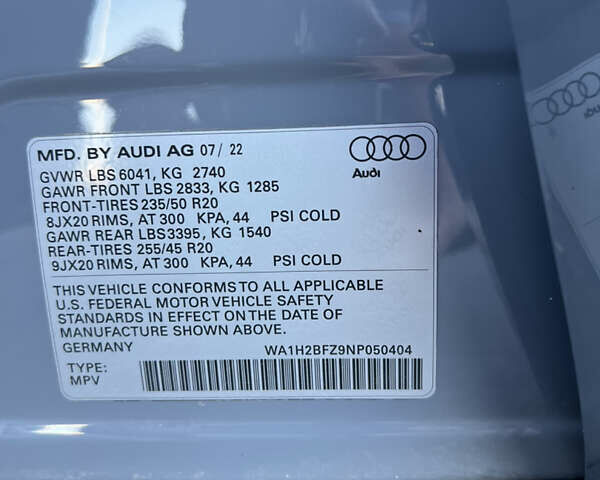 MFD. BY AUDI AG 07/ 22
Audi
GVWR LBS 6041, KG 2740
GAWR FRONT LBS 2833, KG 1285
FRONT-TIRES 235/50 R20
8JX20 RIMS, AT 300 KPA, 44 PSI COLD
GAWR REAR LBS3395, KG 1540
REAR-TIRES 255/45 R20
9JX20 RIMS, AT 300 KPA, 44 PSI COLD
THIS VEHICLE CONFORMS TO ALL APPLICABLE
U.S. FEDERAL MOTOR VEHICLE SAFETY
STANDARDS IN EFFECT ON THE DATE OF
MANUFACTURE SHOWN ABOVE.
GERMANY WA1H2BFZ9NP050404
TYPE:
MPV